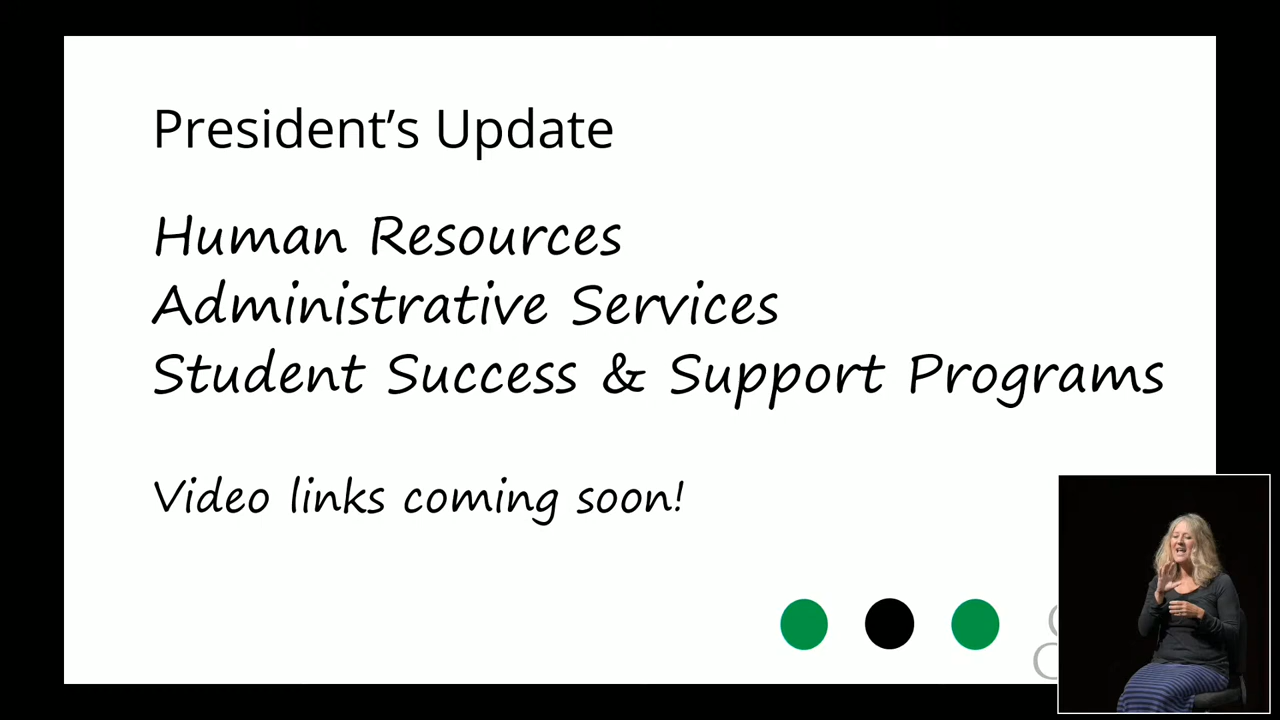 President’s Update
Human Resources
Administrative Services
Student Success & Support Programs
Video links coming soon!